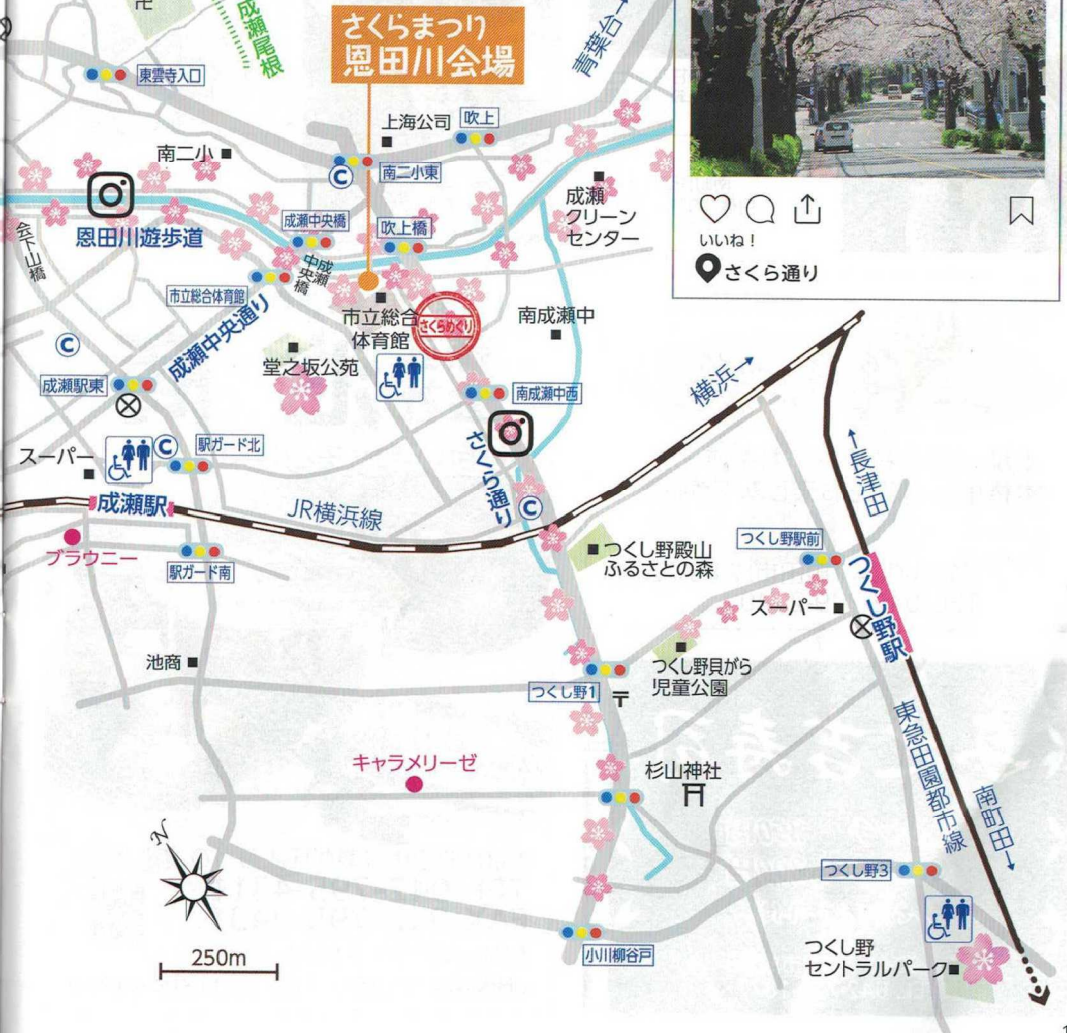 卍
成瀬尾根
さくらまつり
恩田川会場
青葉台→
東雲寺入口
上海公司
吹上
南二小
C
南二小東
成瀬
クリーン
センター
恩田川遊歩道
会下山橋
成瀬中央橋
吹上橋
中成瀬
央橋
市立総合体育館
成瀬中央通り
市立総合
体育館
さくらめぐり
南成瀬中
堂之坂公苑
C
成瀬駅東
南成瀬中西
さくら通り
横浜→
スーパー
C
駅ガード北
成瀬駅
JR横浜線
C
ブラウニー
駅ガード南
つくし野殿山
ふるさとの森
←長津田
つくし野駅前
つくし野駅
スーパー
池商
つくし野貝がら
児童公園
つくし野1
〒
キャラメリーゼ
杉山神社
東急田園都市線
南町田→
つくし野3
小川柳谷戸
つくし野
セントラルパーク
N
250m
いいね!
さくら通り
1